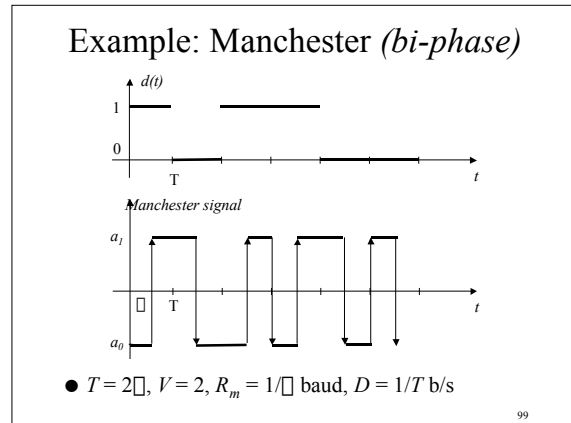 Example: Manchester (bi-phase)
d(t)
1
0
T
t
Manchester signal
a1
▯ T
t
a0
● T = 2▯, V = 2, Rm = 1/▯ baud, D = 1/T b/s
99